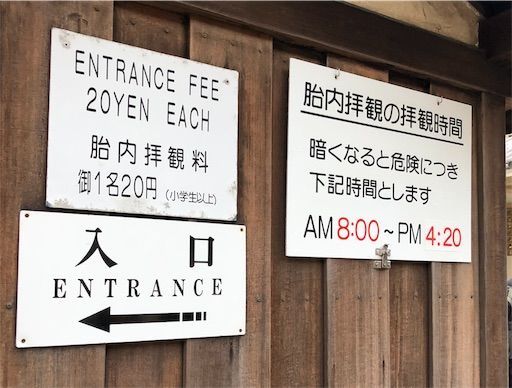 ENTRANCE FEE
20YEN EACH
胎内拝観料
御1名20円(小学生以上)
入口
ENTRANCE
胎内拝観の拝観時間
暗くなると危険につき
下記時間とします
AM 8:00~PM 4:20